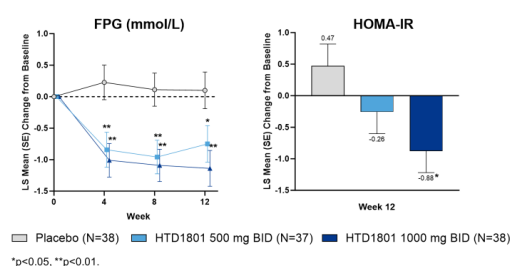 FPG (mmol/L)
LS Mean (SE) Change from Baseline
1.0
0.5
0.0
-0.5
-1.0
-1.5
** ** ** ** * **
0 4 8 12
Week
HOMA-IR
LS Mean (SE) Change from Baseline
1.0
0.5
0.0
-0.5
-1.0
-1.5
0.47
-0.26
-0.88 *
Week 12
Placebo (N=38) HTD1801 500 mg BID (N=37) HTD1801 1000 mg BID (N=38)
*p<0.05, **p<0.01.